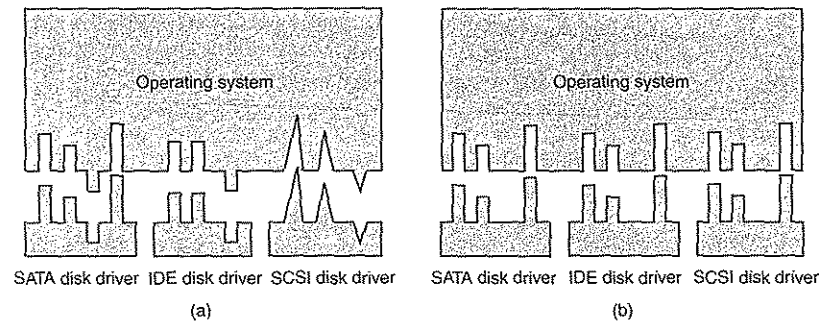 Operating system
SATA disk driver IDE disk driver SCSI disk driver
(a)
Operating system
SATA disk driver IDE disk driver SCSI disk driver
(b)